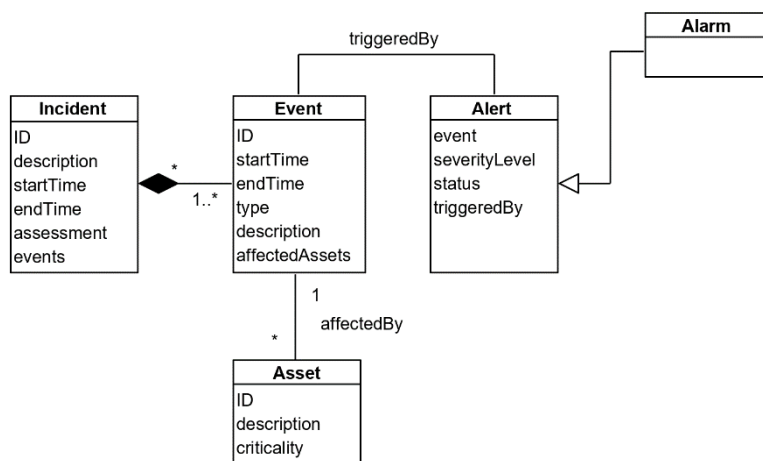 triggeredBy
Alarm
Incident
ID
description
startTime
endTime
assessment
events
*
1..*
Event
ID
startTime
endTime
type
description
affectedAssets
Alert
event
severityLevel
status
triggeredBy
1
affectedBy
*
Asset
ID
description
criticality